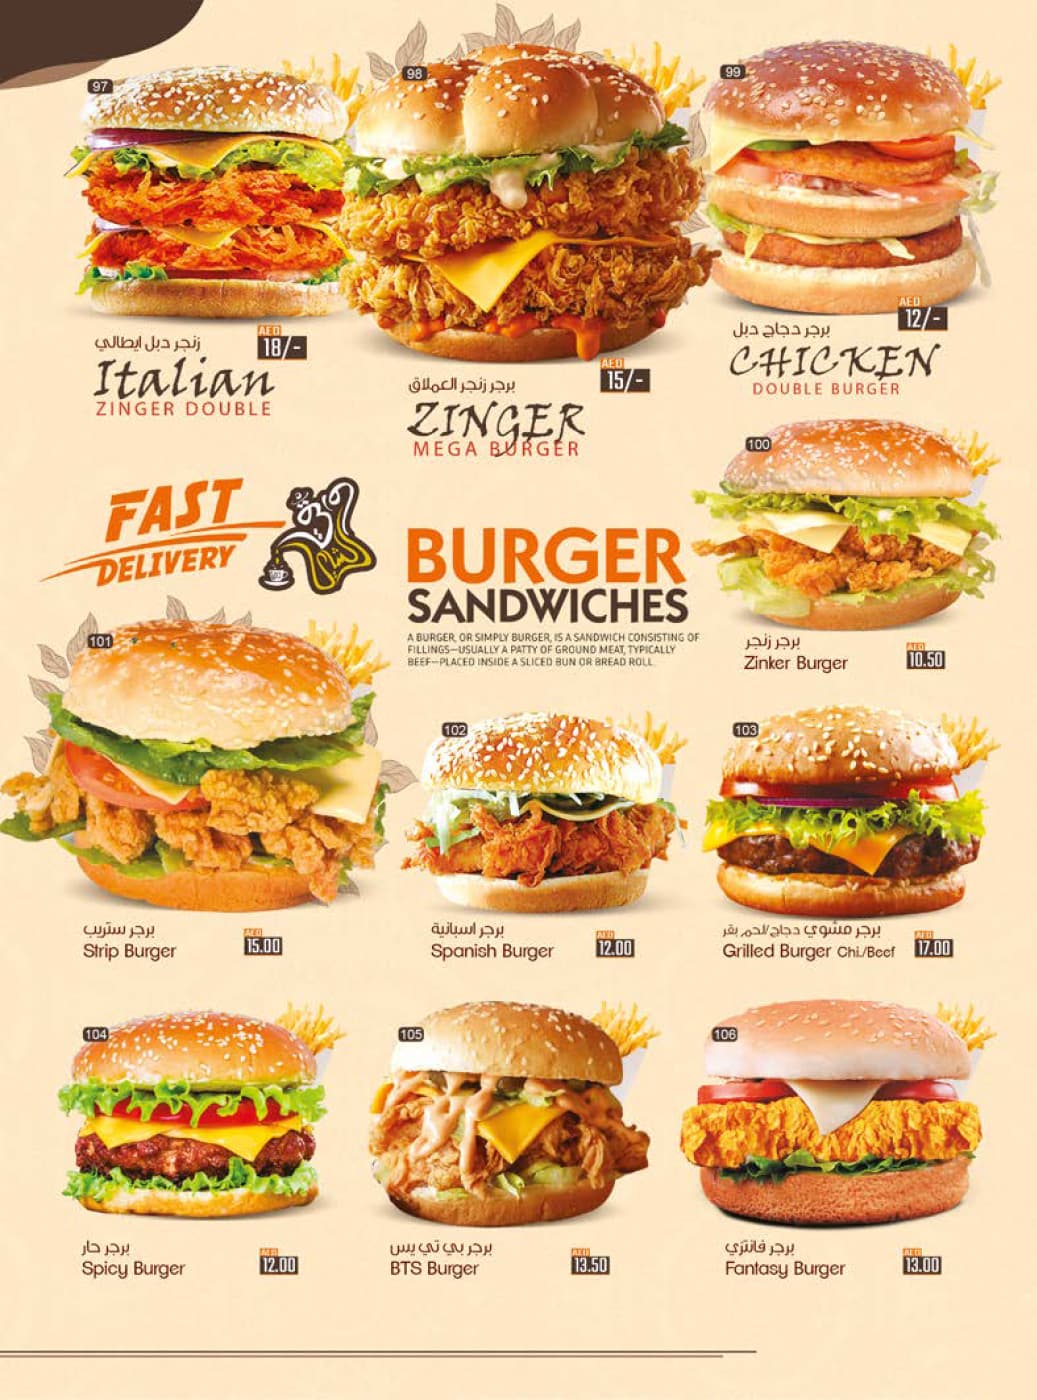 97
98
99
زنجر دبل ايطالي
AED
18/-
Italian
ZINGER DOUBLE
برجر زنجر العملاق
AED
15/-
ZINGER
MEGA BURGER
برجر دجاج دبل
AED
12/-
CHICKEN
DOUBLE BURGER
FAST
DELIVERY
BURGER
SANDWICHES
A BURGER, OR SIMPLY BURGER, IS A SANDWICH CONSISTING OF
FILLINGS—USUALLY A PATTY OF GROUND MEAT, TYPICALLY
BEEF—PLACED INSIDE A SLICED BUN OR BREAD ROLL.
100
برجر زنجر
Zinker Burger
AED
10.50
101
برجر ستريب
Strip Burger
AED
15.00
102
برجر اسبانية
Spanish Burger
AED
12.00
103
برجر مشوي دجاج/لحم بقر
Grilled Burger Chi./Beef
AED
17.00
104
برجر حار
Spicy Burger
AED
12.00
105
برجر بي تي يس
BTS Burger
AED
13.50
106
برجر فانتزي
Fantasy Burger
AED
13.00